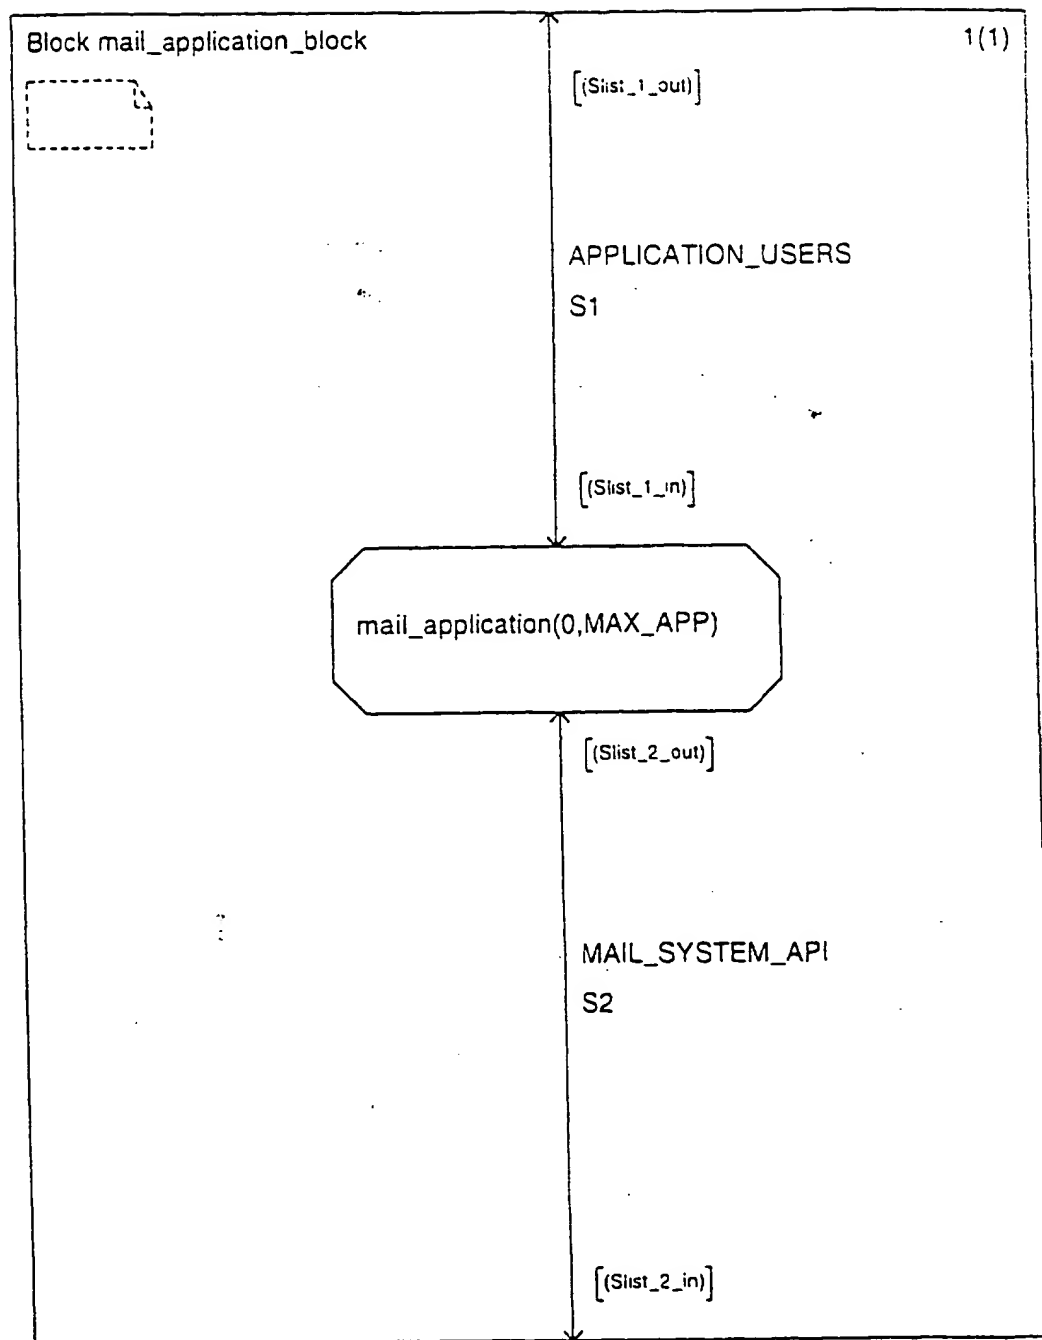 Block mail_application_block
1(1)
[(Slist_1_out)]
APPLICATION_USERS
S1
[(Slist_1_in)]
mail_application(0,MAX_APP)
[(Slist_2_out)]
MAIL_SYSTEM_API
S2
[(Slist_2_in)]